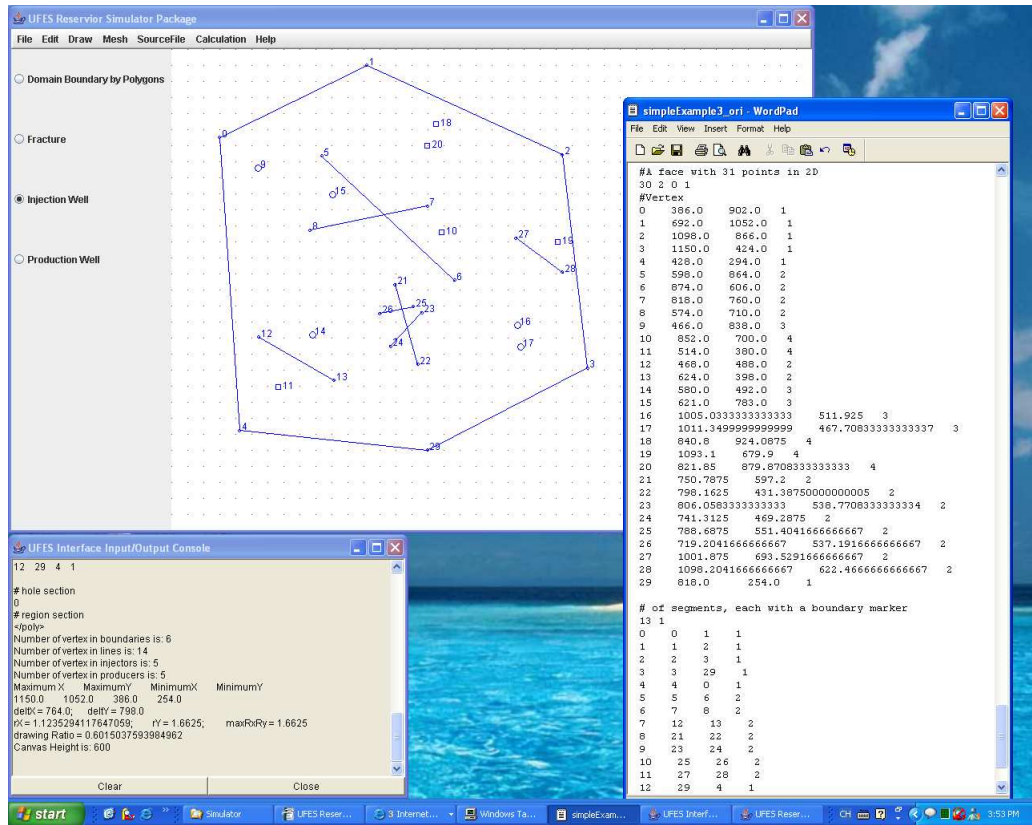 UFES Reservior Simulator Package
File Edit Draw Mesh SourceFile Calculation Help
Domain Boundary by Polygons
Fracture
Injection Well
Production Well
1
0
18
20
2
5
9
15
7
8
10
27
19
28
6
21
26
25
23
12
14
16
17
24
22
13
11
3
4
29
simpleExample3_ori - WordPad
File Edit View Insert Format Help
#A face with 31 points in 2D
30 2 0 1
#Vertex
0 386.0 902.0 1
1 692.0 1052.0 1
2 1098.0 866.0 1
3 1150.0 424.0 1
4 428.0 294.0 1
5 598.0 864.0 2
6 874.0 606.0 2
7 818.0 760.0 2
8 574.0 710.0 2
9 466.0 838.0 3
10 852.0 700.0 4
11 514.0 380.0 4
12 468.0 488.0 2
13 624.0 398.0 2
14 580.0 492.0 3
15 621.0 783.0 3
16 1005.0333333333333 511.925 3
17 1011.3499999999999 467.70833333333337 3
18 840.8 924.0875 4
19 1093.1 679.9 4
20 821.85 879.8708333333333 4
21 750.7875 597.2 2
22 798.1625 431.38750000000005 2
23 806.0583333333333 538.7708333333334 2
24 741.3125 469.2875 2
25 788.6875 551.4041666666667 2
26 719.2041666666667 537.1916666666667 2
27 1001.875 693.5291666666667 2
28 1098.2041666666667 622.4666666666667 2
29 818.0 254.0 1
# of segments, each with a boundary marker
13 1
0 0 1 1
1 1 2 1
2 2 3 1
3 3 29 1
4 4 0 1
5 5 6 2
6 7 8 2
7 12 13 2
8 21 22 2
9 23 24 2
10 25 26 2
11 27 28 2
12 29 4 1
UFES Interface Input/Output Console
12 29 4 1
# hole section
0
# region section
</poly>
Number of vertex in boundaries is: 6
Number of vertex in lines is: 14
Number of vertex in injectors is: 5
Number of vertex in producers is: 5
Maximum X MaximumY MinimumX MinimumY
1150.0 1052.0 386.0 254.0
deltX = 764.0; deltY = 798.0
rX = 1.1235294117647059; rY = 1.6625; maxRxRy = 1.6625
drawing Ratio = 0.6015037593984962
Canvas Height is: 600
Clear Close
start Simulator UFES Reser... 3 Internet... Windows Ta... simpleExam... UFES Interf... UFES Reser... CH 3:53 PM